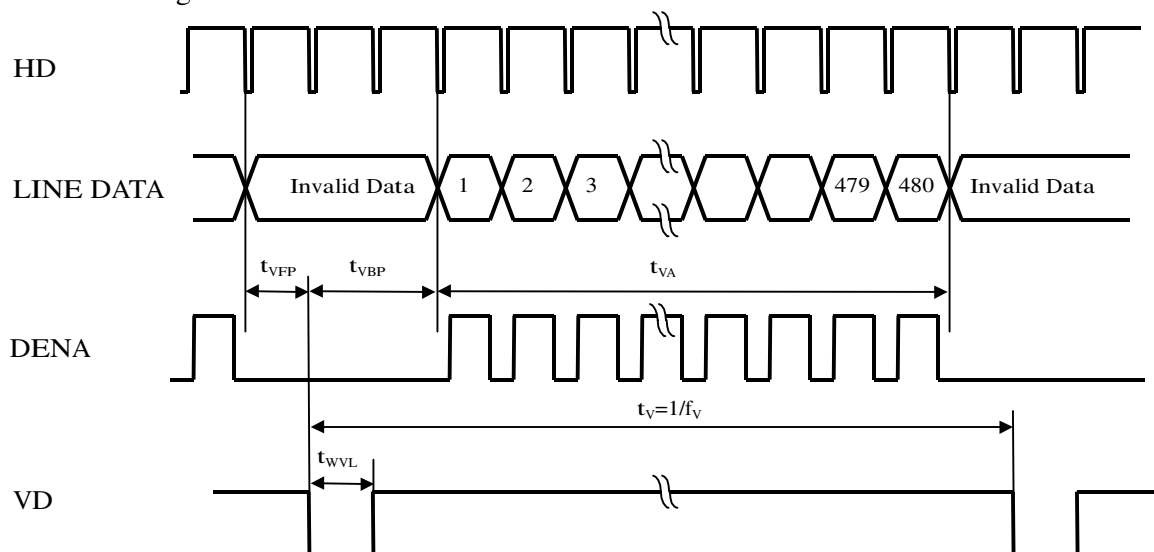 HD
LINE DATA
Invalid Data 1 2 3 479 480 Invalid Data
tVFP tVBP tVA
DENA
tV=1/fV
tWVL
VD